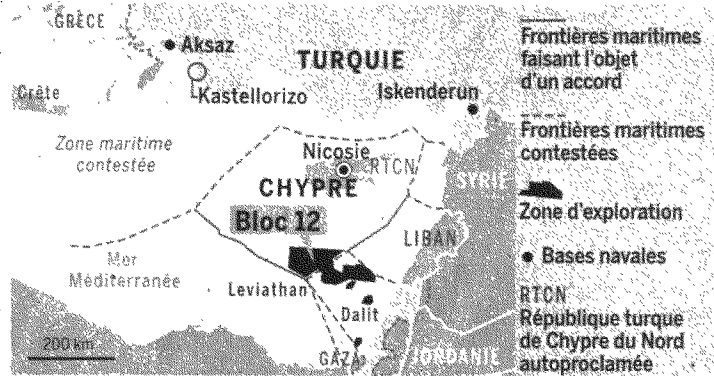 GRÈCE
Aksaz
TURQUIE
Kastellorizo
Iskenderun
Crète
Zone maritime
contestée
Nicosie
RTCN
CHYPRE
SYRIE
Bloc 12
LIBAN
Mer
Méditerranée
Leviathan
Dalit
200 km
GAZA
JORDANIE
Frontières maritimes
faisant l'objet
d'un accord
Frontières maritimes
contestées
Zone d'exploration
Bases navales
RTCN
République turque
de Chypre du Nord
autoproclamée